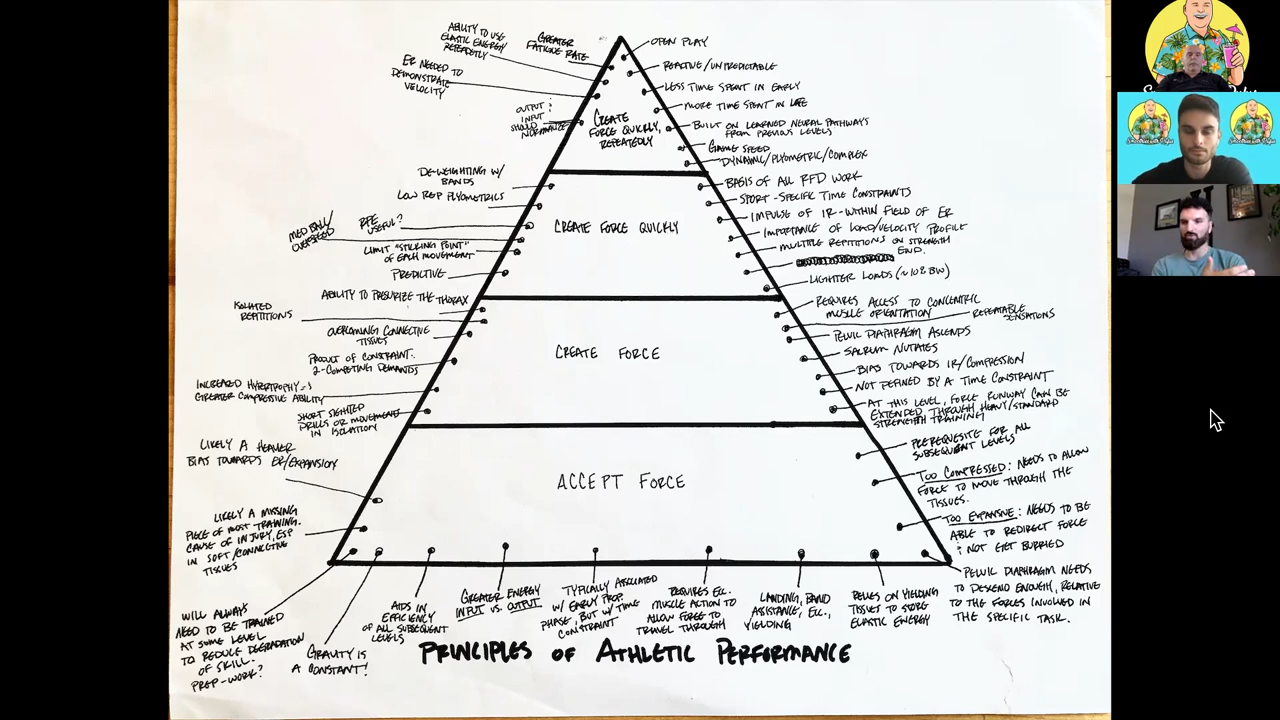 ABILITY TO USE
ELASTIC ENERGY
REPEATEDLY
GREATER
FATIGUE RATE
ER NEEDED TO
DEMONSTRATE
VELOCITY
OUTPUT :
INPUT
SHOULD
NORMALIZE
OPEN PLAY
REACTIVE/UNPREDICTABLE
LESS TIME SPENT IN EARLY
MORE TIME SPENT IN LATE
BUILT ON LEARNED NEURAL PATHWAYS
FROM PREVIOUS LEVELS
GAME SPEED
DYNAMIC/PLYOMETRIC/COMPLEX
CREATE
FORCE QUICKLY,
REPEATEDLY
DE-WEIGHTING W/
BANDS
LOW REP PLYOMETRICS
MED BALL/
OVERSPEED
RPE
USEFUL?
LIMIT "STICKING POINT"
OF EACH MOVEMENT
PREDICTIVE
CREATE FORCE QUICKLY
BASIS OF ALL RFD WORK
SPORT-SPECIFIC TIME CONSTRAINTS
IMPULSE OF IR-WITHIN FIELD OF ER
IMPORTANCE OF LOAD/VELOCITY PROFILE
MULTIPLE REPETITIONS ON STRENGTH
END.
LIGHTER LOADS (~10% BW)
ABILITY TO PRESURIZE THE THORAX
ISOLATED
REPITITIONS
OVERCOMING CONNECTIVE
TISSUES
PRODUCT OF CONSTRAINT.
2-COMPETING DEMANDS
INCREASED HYPERTROPHY->
GREATER COMPRESSIVE ABILITY
SHORT SIGHTED
DRILLS OR MOVEMENTS
IN ISOLATION
CREATE FORCE
REQUIRES ACCESS TO CONCENTRIC
MUSCLE ORIENTATION
REPEATABLE
SENSATIONS
PELVIC DIAPHRAGM ASCENDS
SACRUM NUTATES
BIAS TOWARDS IR/COMPRESSION
NOT DEFINED BY A TIME CONSTRAINT
AT THIS LEVEL, FORCE RUNWAY CAN BE
EXTENDED THROUGH HEAVY/STANDARD
STRENGTH TRAINING
LIKELY A HEAVIER
BIAS TOWARDS ER/EXPANSION
LIKELY A MISSING
PIECE OF MOST TRAINING.
CAUSE OF INJURY, ESP
IN SOFT/CONNECTIVE
TISSUES
ACCEPT FORCE
PREREQUESITE FOR ALL
SUBSEQUENT LEVELS
TOO COMPRESSED: NEEDS TO ALLOW
FORCE TO MOVE THROUGH THE
TISSUES.
TOO EXPANSIVE: NEEDS TO BE
ABLE TO REDIRECT FORCE
& NOT GET BURIED
PELVIC DIAPHRAGM NEEDS
TO DESCEND ENOUGH, RELATIVE
TO THE FORCES INVOLVED IN
THE SPECIFIC TASK.
WILL ALWAYS
NEED TO BE TRAINED
AT SOME LEVEL
TO REDUCE DEGRADATION
OF SKILL.
PREP-WORK?
GRAVITY IS
A CONSTANT!
AIDS IN
EFFICIENCY
OF ALL SUBSEQUENT
LEVELS
GREATER ENERGY
INPUT VS. OUTPUT
TYPICALLY ASSOCIATED
W/ EARLY PREP.
PHASE, BUT W/ TIME
CONSTRAINT
REQUIRES ECC.
MUSCLE ACTION TO
ALLOW FORCE TO
TRAVEL THROUGH
LANDING, BAND
ASSISTANCE, ECC.,
YIELDING
RELIES ON YIELDING
TISSUES TO STORE
ELASTIC ENERGY
PRINCIPLES OF ATHLETIC PERFORMANCE